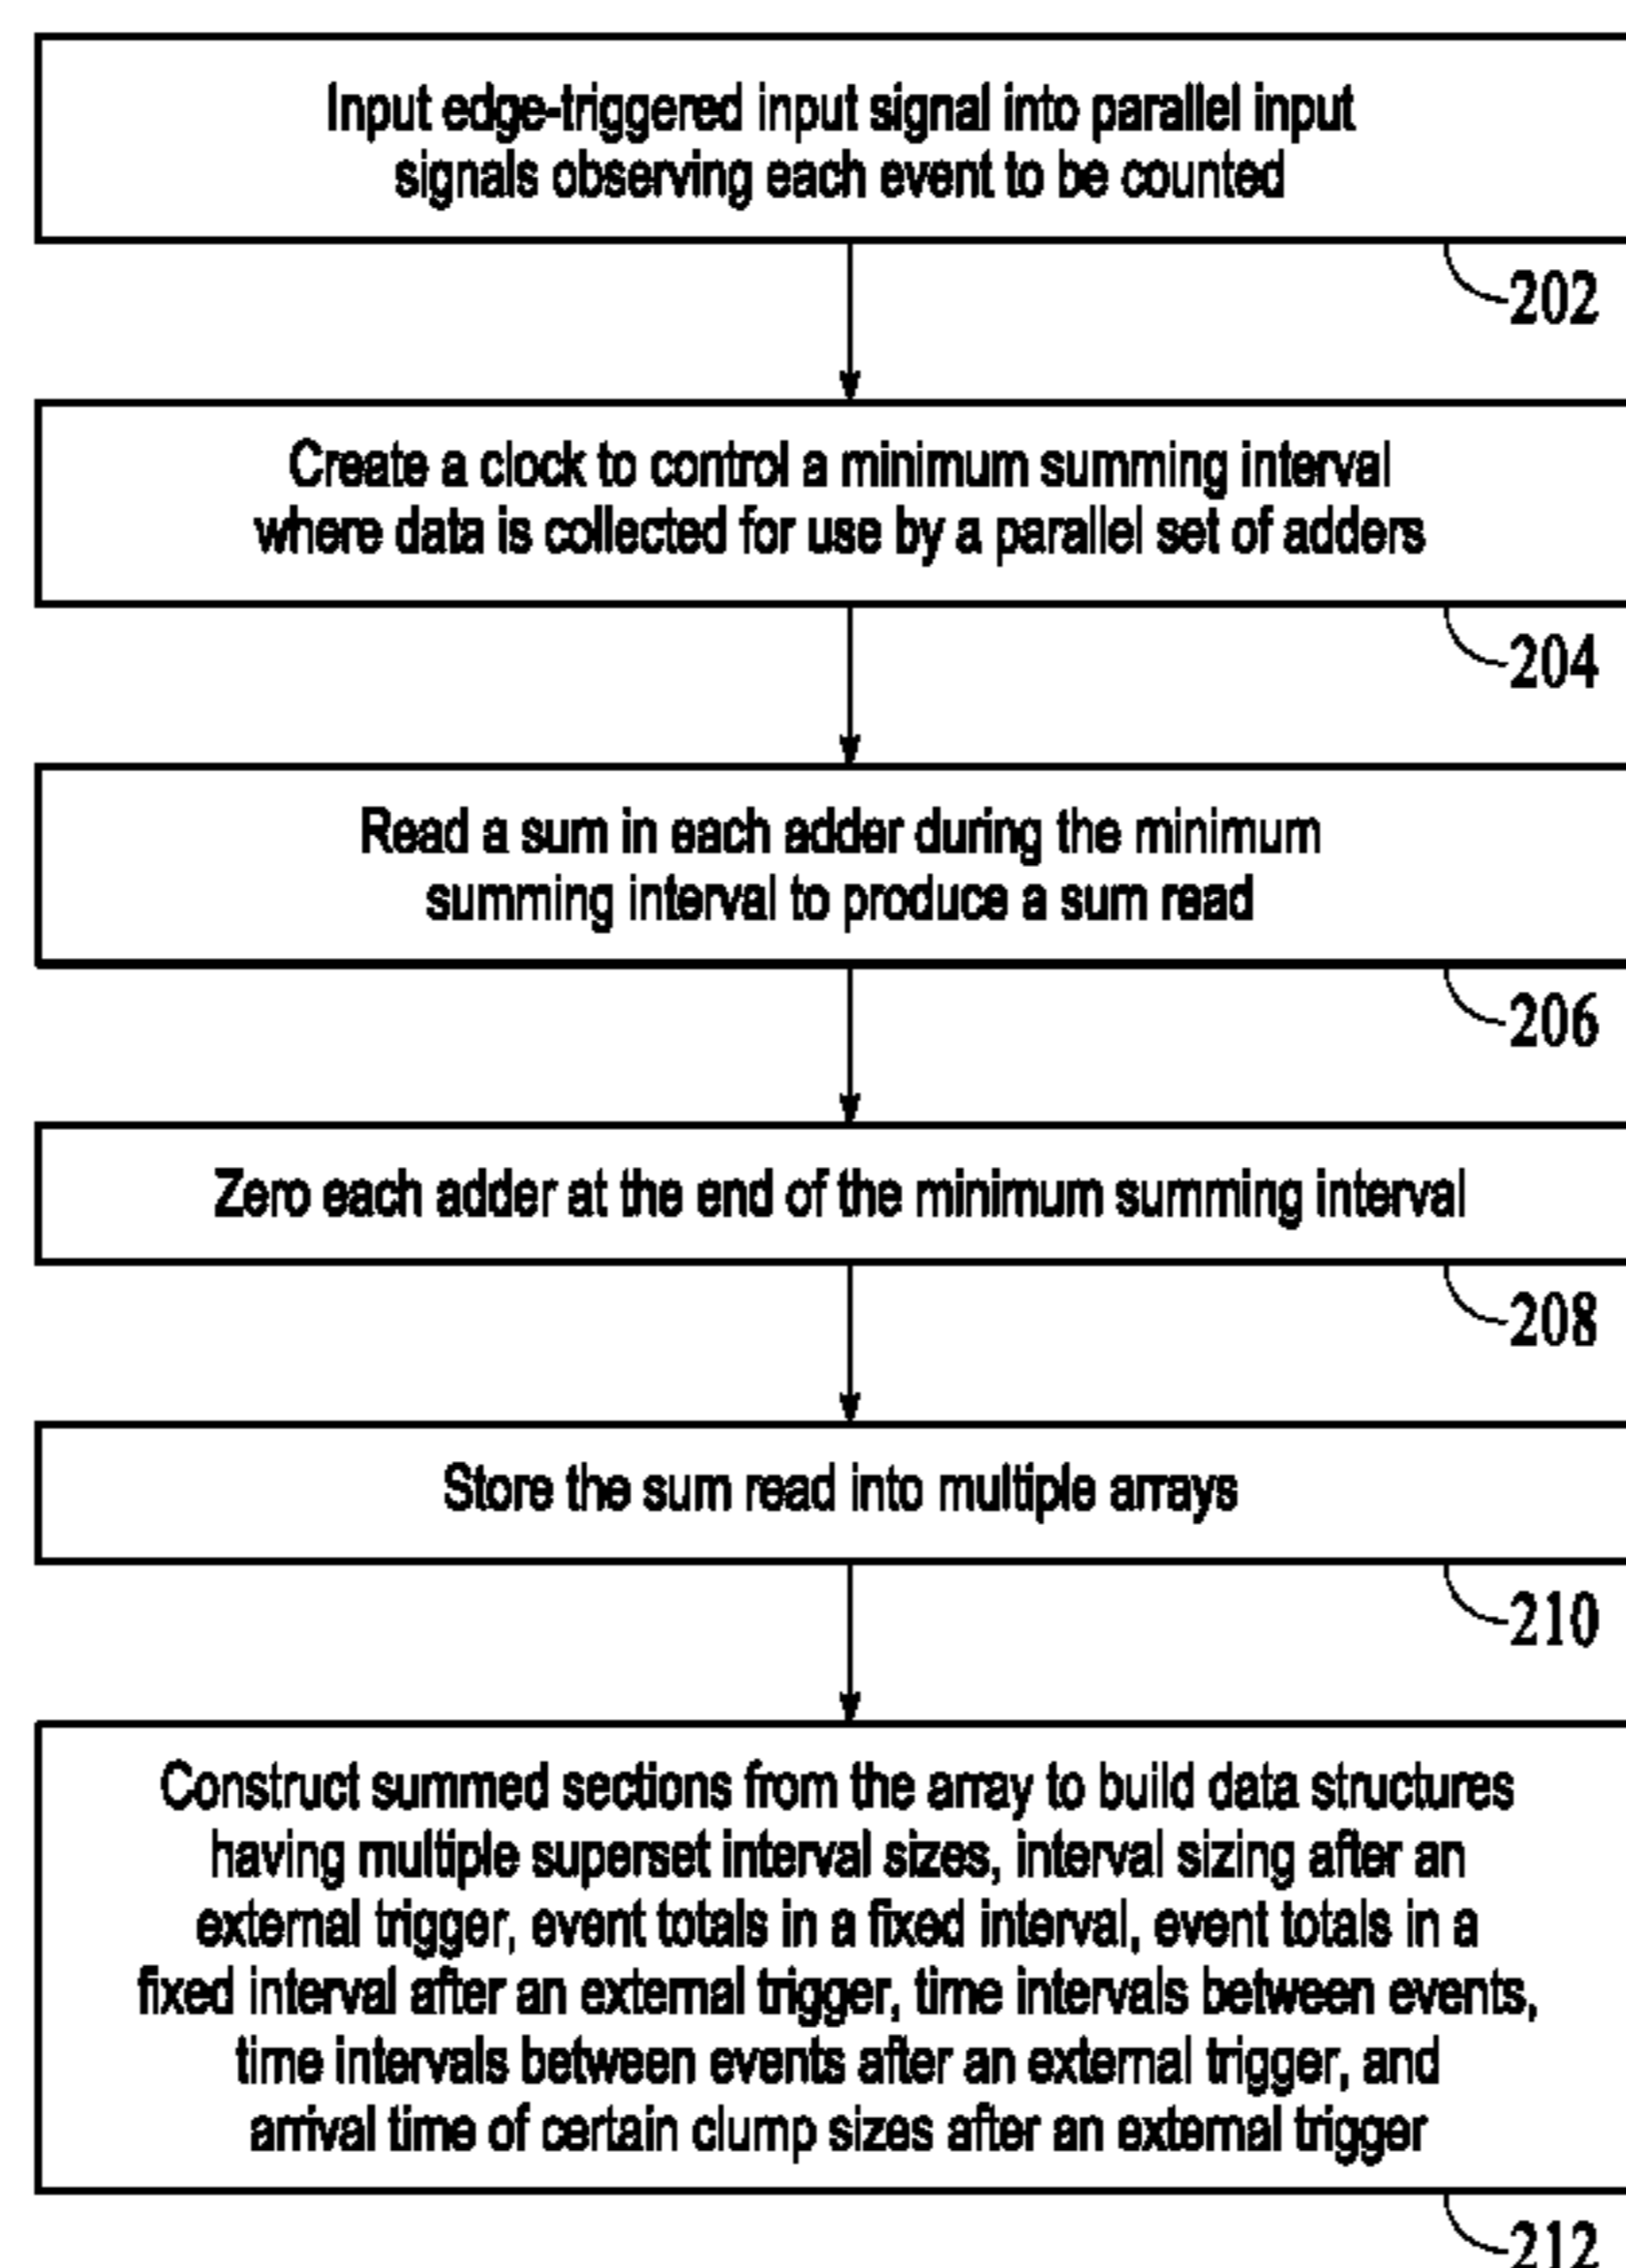 Input edge-triggered input signal into parallel input
signals observing each event to be counted
202
Create a clock to control a minimum summing interval
where data is collected for use by a parallel set of adders
204
Read a sum in each adder during the minimum
summing interval to produce a sum read
206
Zero each adder at the end of the minimum summing interval
208
Store the sum read into multiple arrays
210
Construct summed sections from the array to build data structures
having multiple superset interval sizes, interval sizing after an
external trigger, event totals in a fixed interval, event totals in a
fixed interval after an external trigger, time intervals between events,
time intervals between events after an external trigger, and
arrival time of certain clump sizes after an external trigger
212